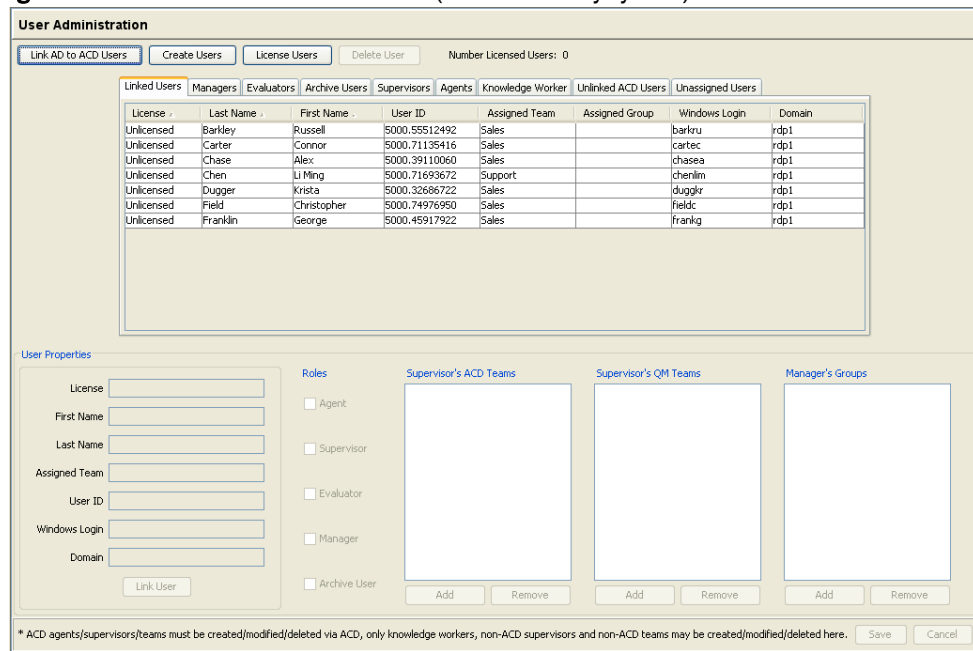 User Administration
Link AD to ACD Users Create Users License Users Delete User Number Licensed Users: 0
Linked Users Managers Evaluators Archive Users Supervisors Agents Knowledge Worker Unlinked ACD Users Unassigned Users
License Last Name First Name User ID Assigned Team Assigned Group Windows Login Domain
Unlicensed Barkley Russell 5000.55512492 Sales barkru rdp1
Unlicensed Carter Connor 5000.71135416 Sales cartec rdp1
Unlicensed Chase Alex 5000.39110060 Sales chasea rdp1
Unlicensed Chen Li Ming 5000.71693672 Support chenlim rdp1
Unlicensed Dugger Krista 5000.32686722 Sales duggkr rdp1
Unlicensed Field Christopher 5000.74976950 Sales fieldc rdp1
Unlicensed Franklin George 5000.45917922 Sales frankg rdp1
User Properties
License
First Name
Last Name
Assigned Team
User ID
Windows Login
Domain
Link User
Roles
Agent
Supervisor
Evaluator
Manager
Archive User
Supervisor's ACD Teams
Add Remove
Supervisor's QM Teams
Add Remove
Manager's Groups
Add Remove
* ACD agents/supervisors/teams must be created/modified/deleted via ACD, only knowledge workers, non-ACD supervisors and non-ACD teams may be created/modified/deleted here. Save Cancel